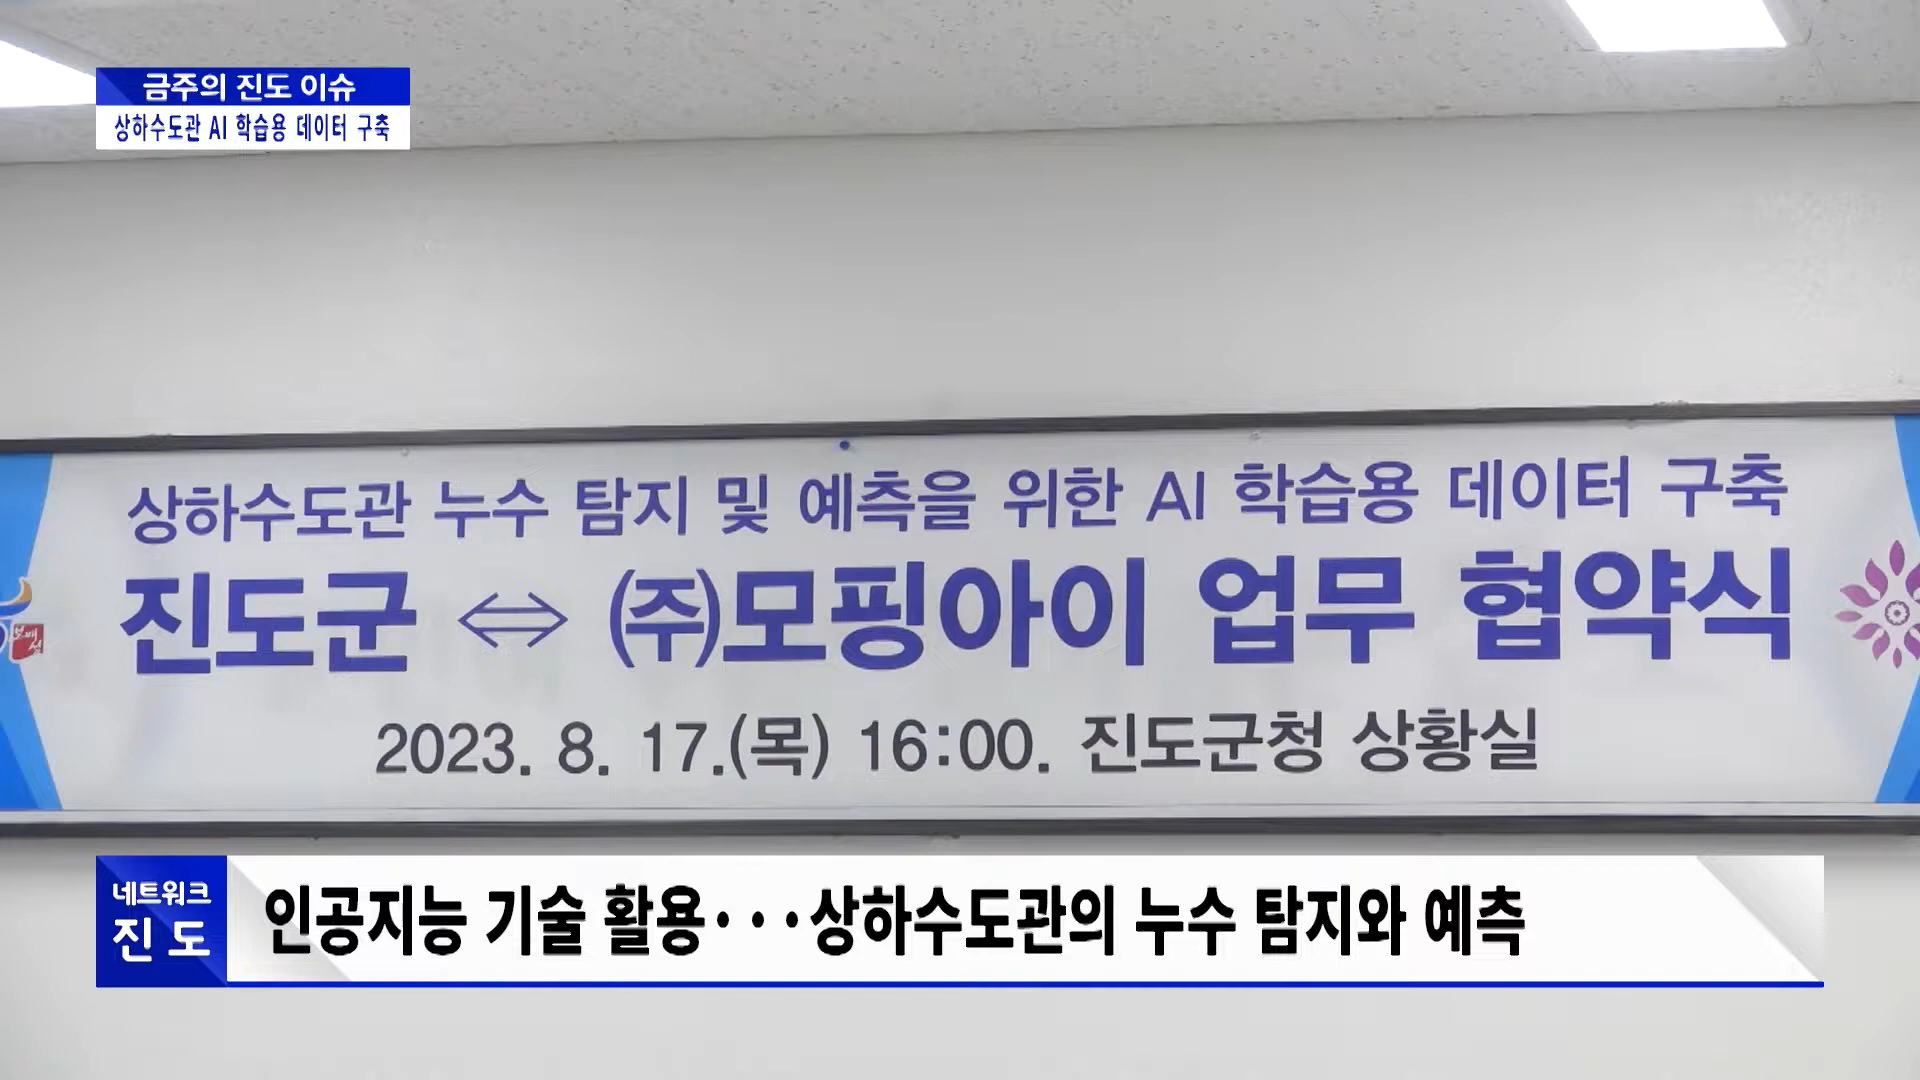 금주의 진도 이슈
상하수도관 AI 학습용 데이터 구축
상하수도관 누수 탐지 및 예측을 위한 AI 학습용 데이터 구축
진도군 ⇔ ㈜모핑아이 업무 협약식
2023. 8. 17.(목) 16:00. 진도군청 상황실
보배섬
네트워크
진 도
인공지능 기술 활용···상하수도관의 누수 탐지와 예측